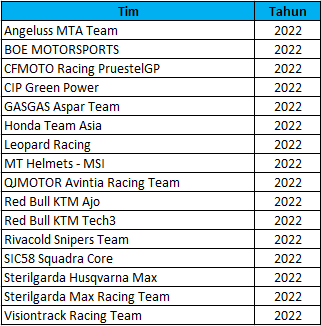 Tim Tahun
Angeluss MTA Team 2022
BOE MOTORSPORTS 2022
CFMOTO Racing PruestelGP 2022
CIP Green Power 2022
GASGAS Aspar Team 2022
Honda Team Asia 2022
Leopard Racing 2022
MT Helmets - MSI 2022
QJMOTOR Avintia Racing Team 2022
Red Bull KTM Ajo 2022
Red Bull KTM Tech3 2022
Rivacold Snipers Team 2022
SIC58 Squadra Corse 2022
Sterilgarda Husqvarna Max 2022
Sterilgarda Max Racing Team 2022
Visiontrack Racing Team 2022